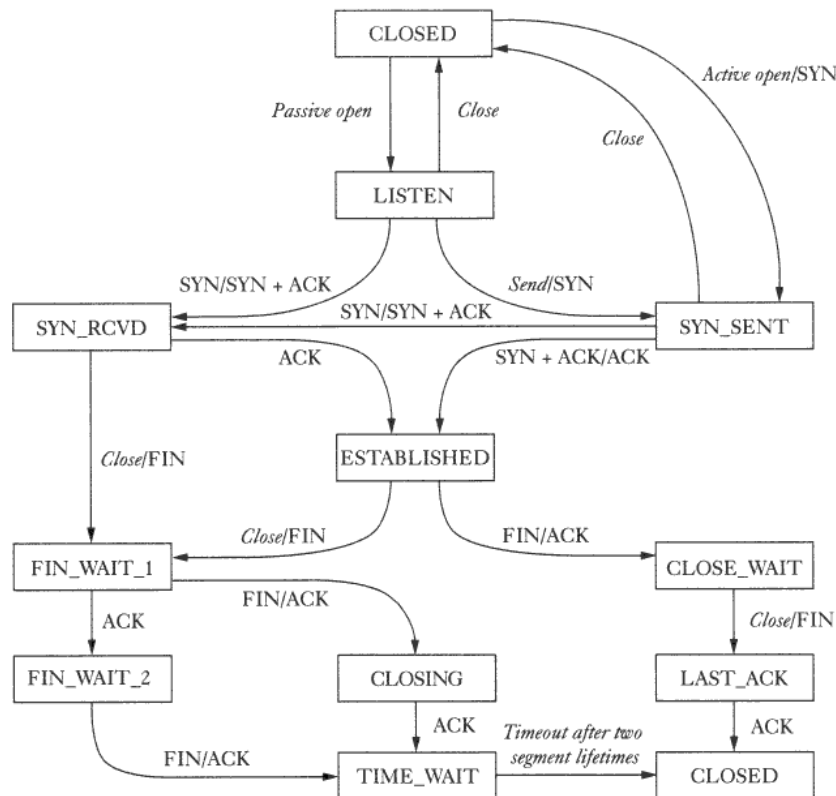 CLOSED
Active open/SYN
Passive open
Close
Close
LISTEN
SYN/SYN + ACK
Send/SYN
SYN/SYN + ACK
SYN_RCVD
SYN_SENT
ACK
SYN + ACK/ACK
Close/FIN
ESTABLISHED
Close/FIN
FIN/ACK
FIN_WAIT_1
CLOSE_WAIT
FIN/ACK
ACK
Close/FIN
FIN_WAIT_2
CLOSING
LAST_ACK
ACK
Timeout after two
segment lifetimes
ACK
FIN/ACK
TIME_WAIT
CLOSED